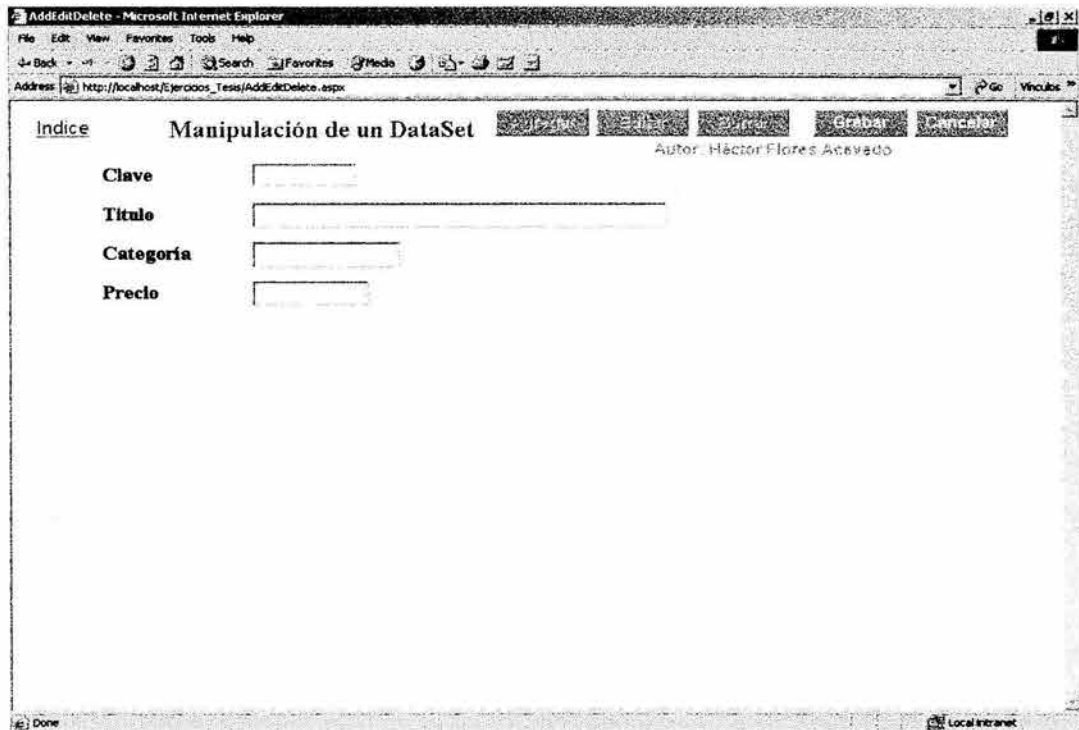 AddEditDelete - Microsoft Internet Explorer
File Edit View Favorites Tools Help
Back Search Favorites Media
Address http://localhost/Ejercicios_Tesis/AddEditDelete.aspx Go Vínculos »
Indice Manipulación de un DataSet Editar Borrar Grabar Cancelar
Autor: Héctor Flores Acevedo
Clave
Titulo
Categoría
Precio
Done Local intranet